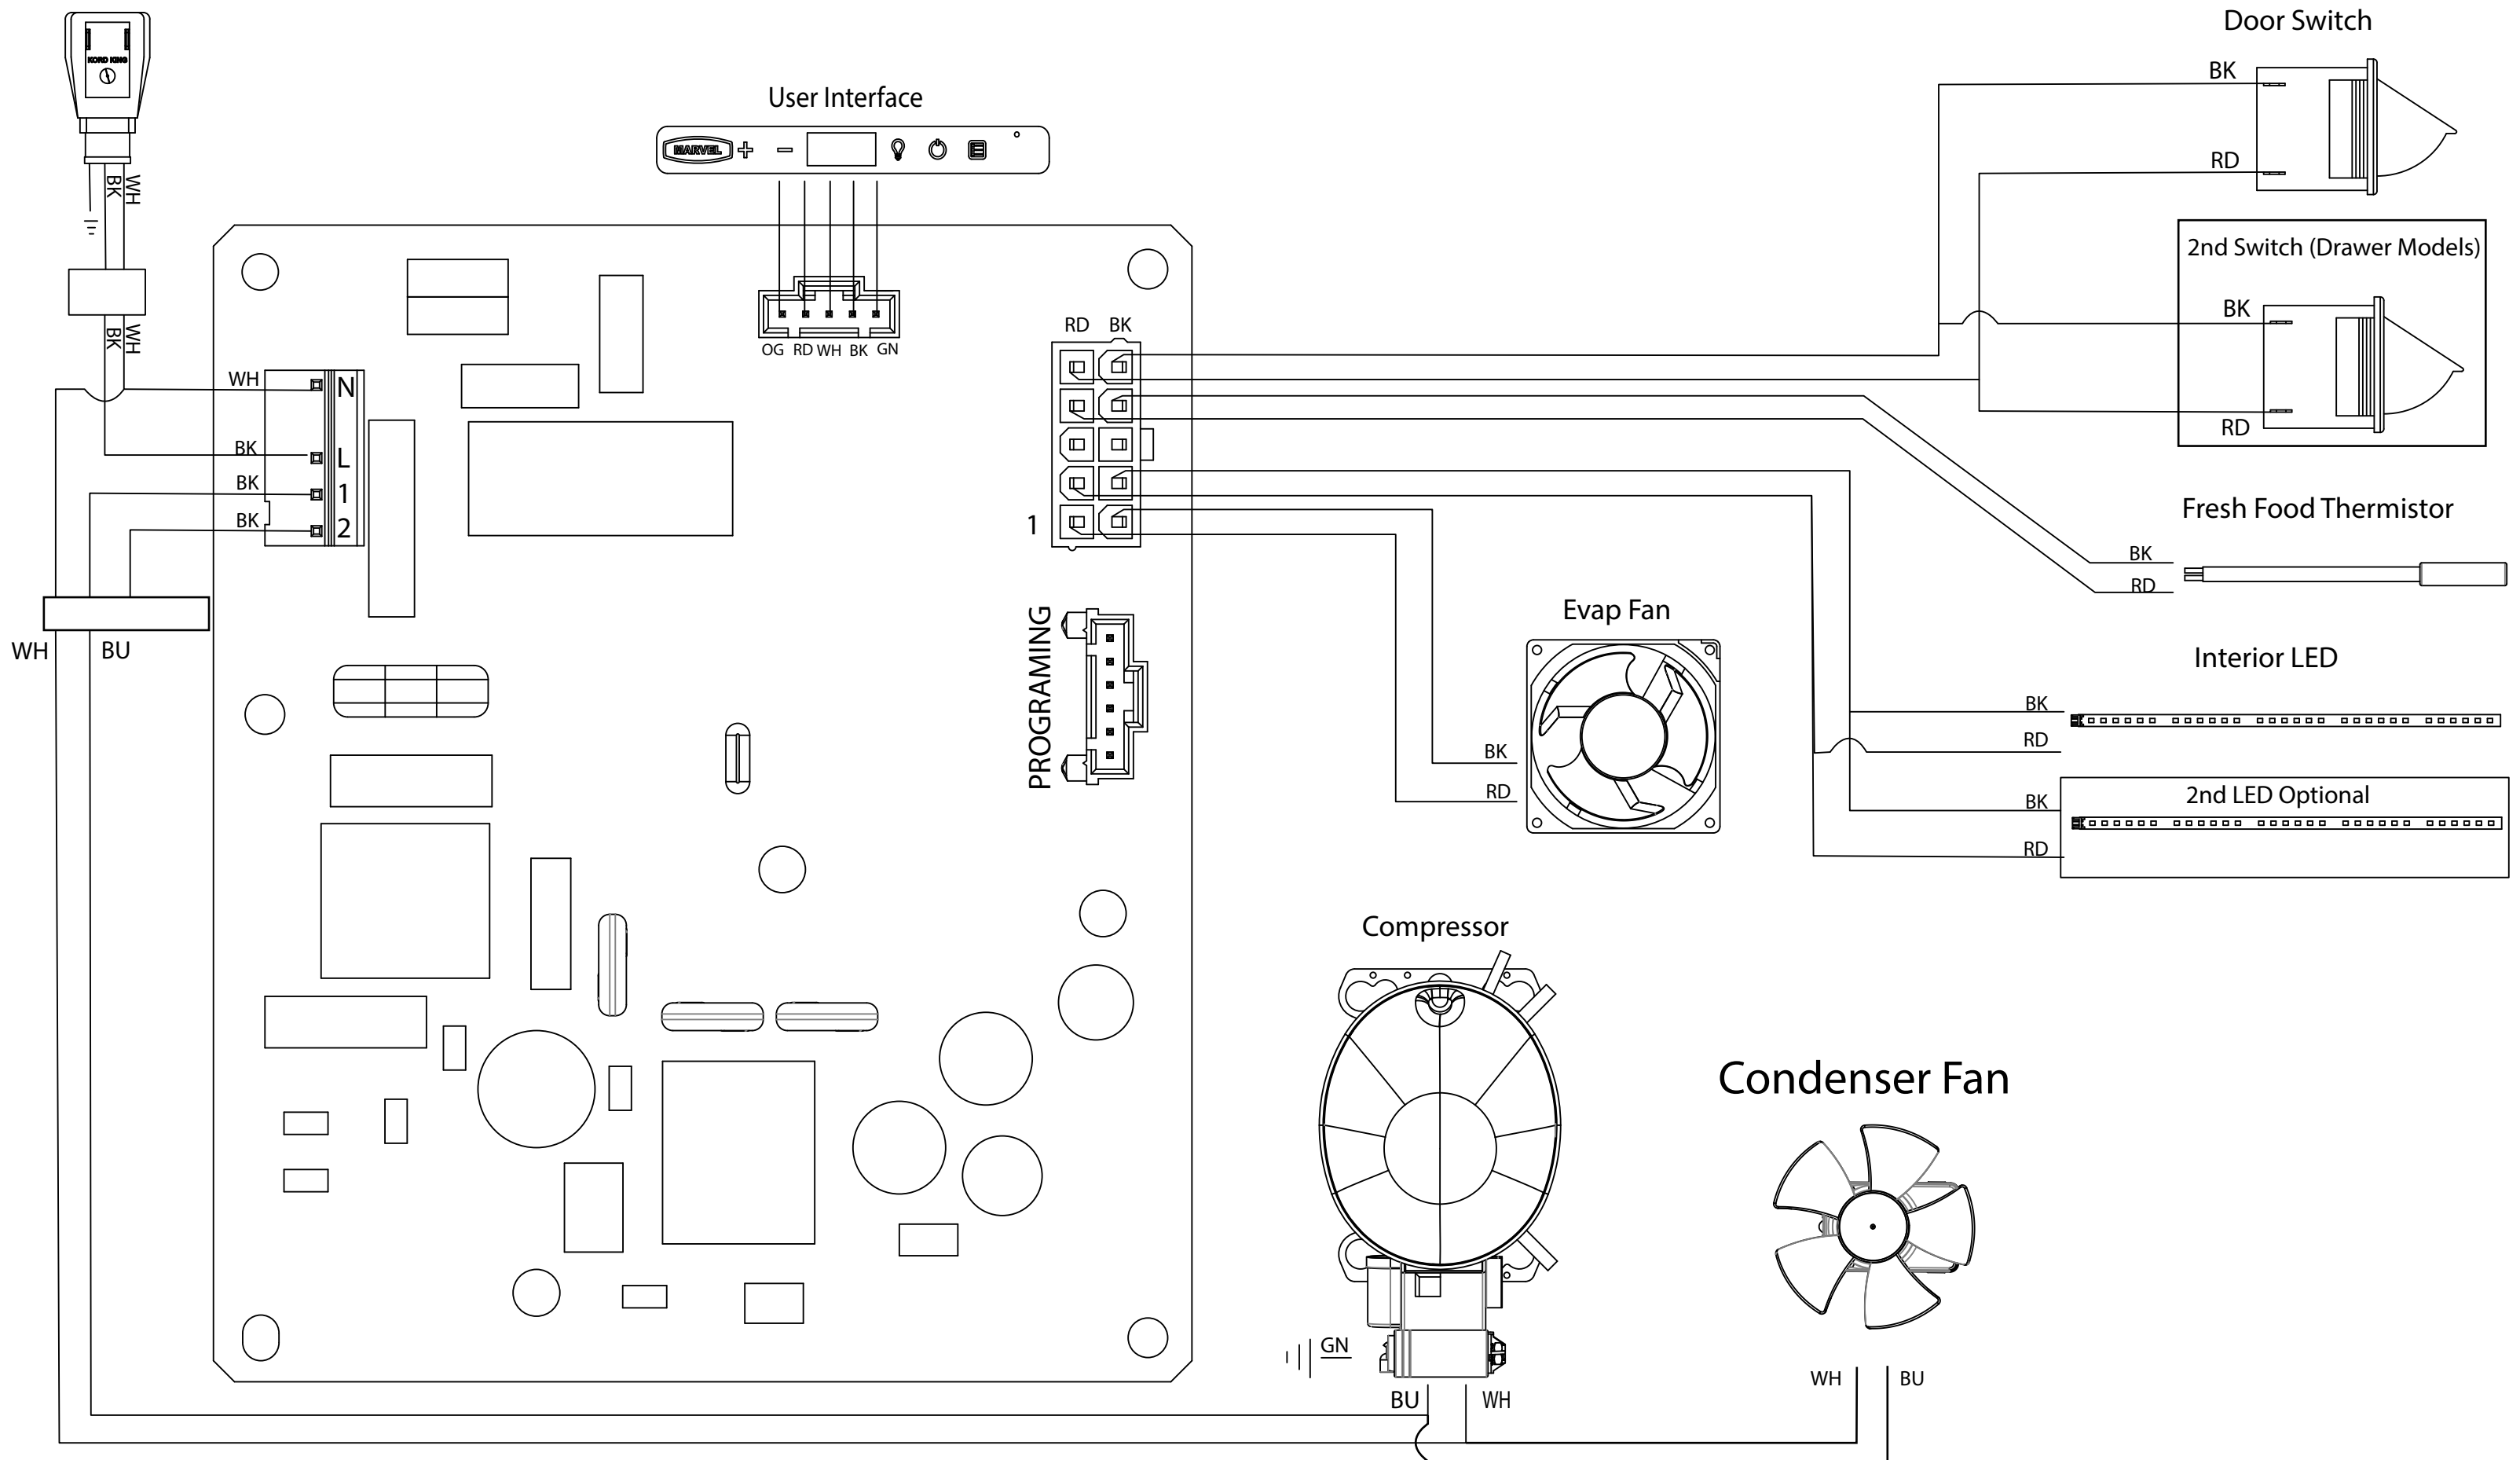 Door Switch
BK
RD
2nd Switch (Drawer Models)
BK
RD
KORD KING
BK
WH
BK
WH
User Interface
MARVEL
OG RD WH BK GN
RD BK
WH
N
BK
L
BK
1
BK
2
WH
BU
1
PROGRAMING
Fresh Food Thermistor
BK
RD
Evap Fan
BK
RD
Interior LED
BK
RD
2nd LED Optional
BK
RD
Compressor
GN
BU
WH
Condenser Fan
WH
BU